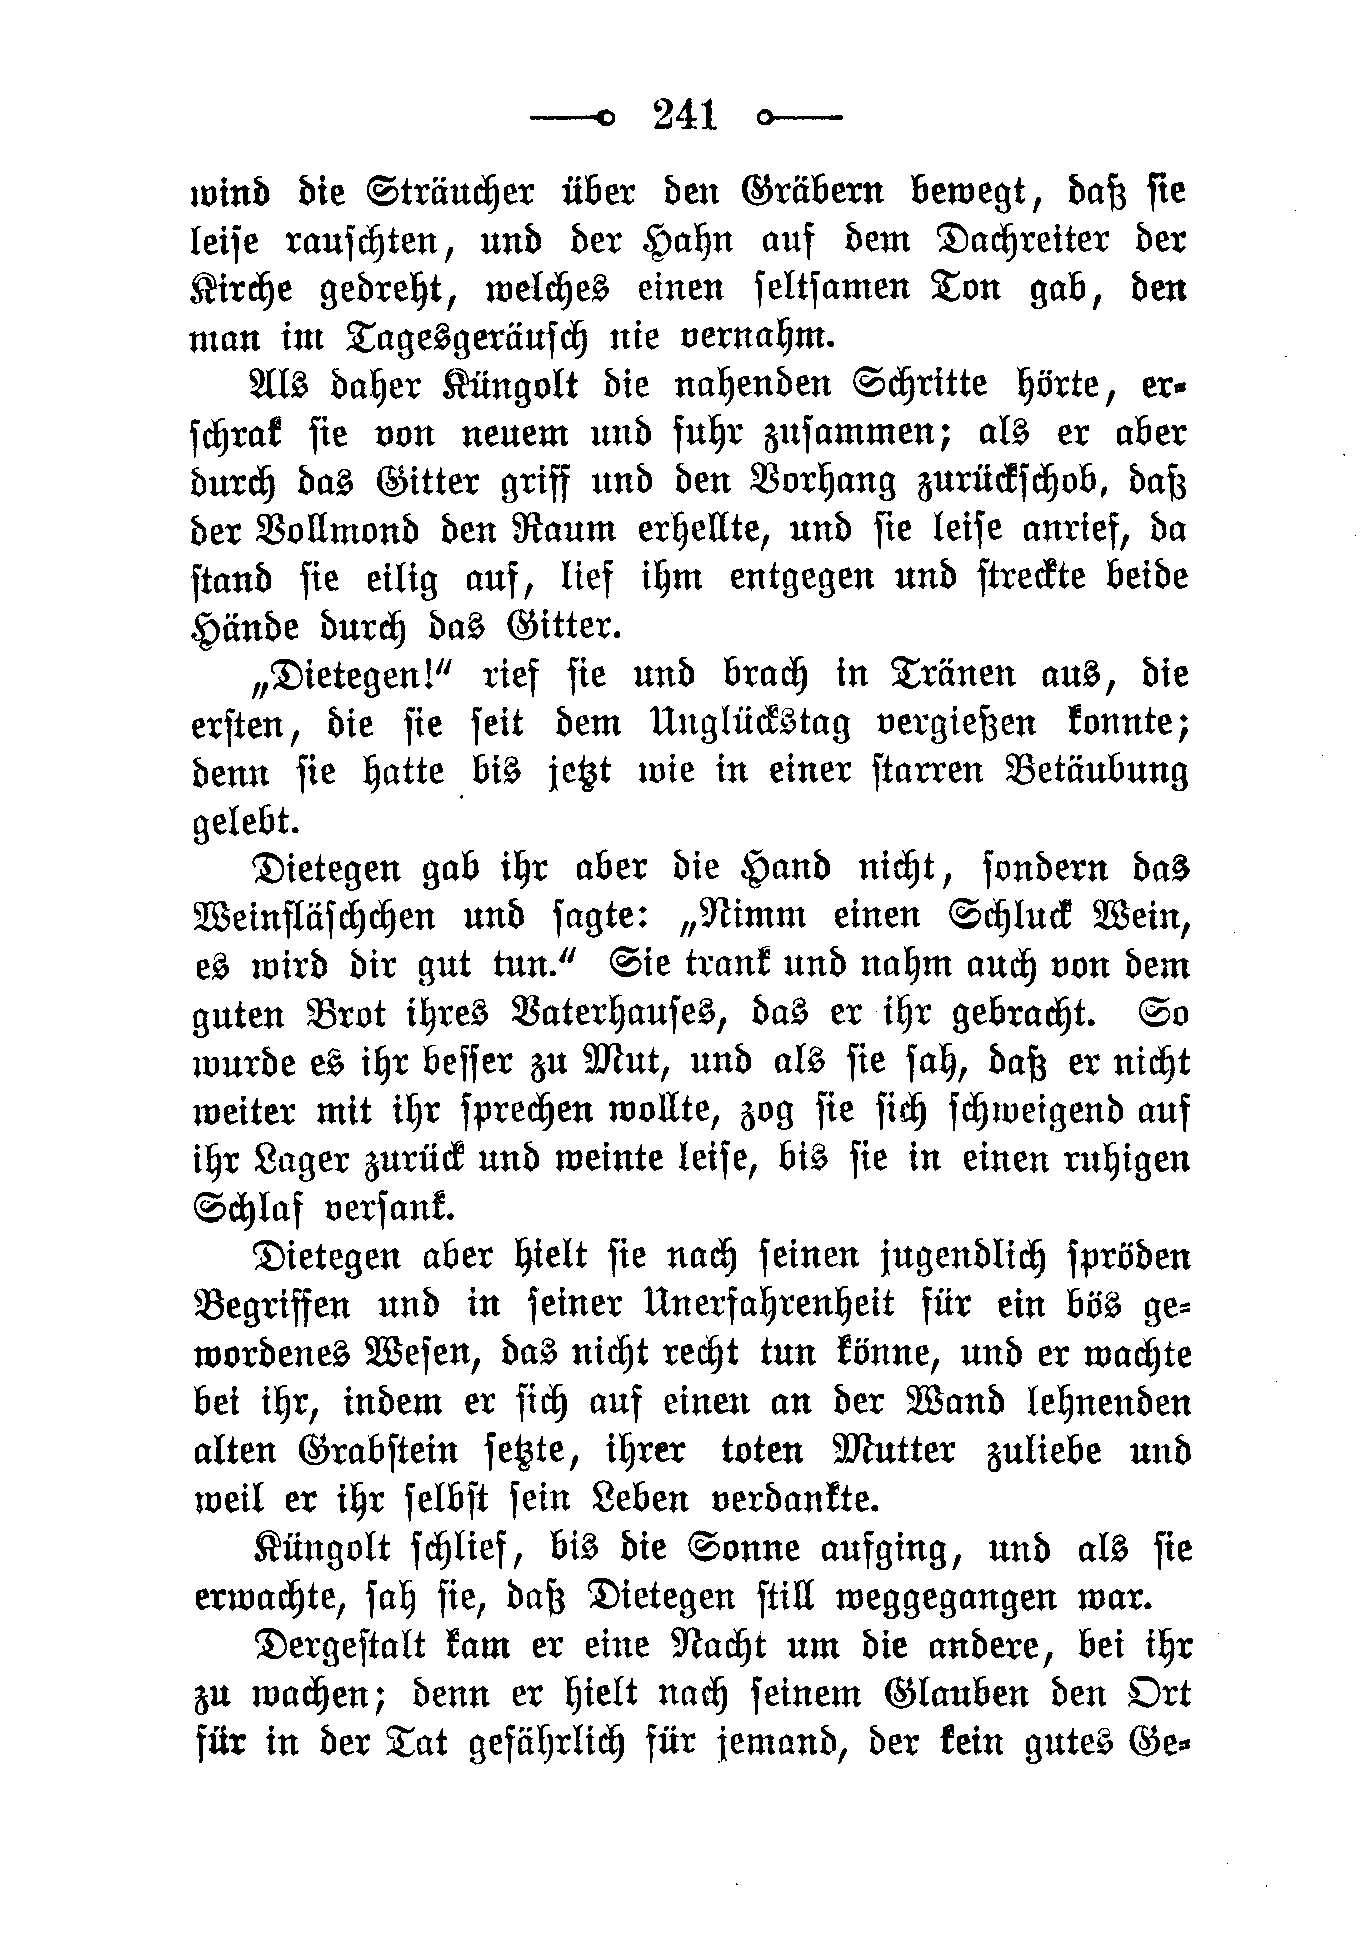 241
wind die Sträucher über den Gräbern bewegt, daß sie
leise rauschten, und der Hahn auf dem Dachreiter der
Kirche gedreht, welches einen seltsamen Ton gab, den
man im Tagesgeräusch nie vernahm.
Als daher Küngolt die nahenden Schritte hörte, er-
schrak sie von neuem und fuhr zusammen; als er aber
durch das Gitter griff und den Vorhang zurückschob, daß
der Vollmond den Raum erhellte, und sie leise anrief, da
stand sie eilig auf, lief ihm entgegen und streckte beide
Hände durch das Gitter.
„Dietegen!“ rief sie und brach in Tränen aus, die
ersten, die sie seit dem Unglückstag vergießen konnte;
denn sie hatte bis jetzt wie in einer starren Betäubung
gelebt.
Dietegen gab ihr aber die Hand nicht, sondern das
Weinfläschchen und sagte: „Nimm einen Schluck Wein,
es wird dir gut tun.“ Sie trank und nahm auch von dem
guten Brot ihres Vaterhauses, das er ihr gebracht. So
wurde es ihr besser zu Mut, und als sie sah, daß er nicht
weiter mit ihr sprechen wollte, zog sie sich schweigend auf
ihr Lager zurück und weinte leise, bis sie in einen ruhigen
Schlaf versank.
Dietegen aber hielt sie nach seinen jugendlich spröden
Begriffen und in seiner Unerfahrenheit für ein bös ge-
wordenes Wesen, das nicht recht tun könne, und er wachte
bei ihr, indem er sich auf einen an der Wand lehnenden
alten Grabstein setzte, ihrer toten Mutter zuliebe und
weil er ihr selbst sein Leben verdankte.
Küngolt schlief, bis die Sonne aufging, und als sie
erwachte, sah sie, daß Dietegen still weggegangen war.
Dergestalt kam er eine Nacht um die andere, bei ihr
zu wachen; denn er hielt nach seinem Glauben den Ort
für in der Tat gefährlich für jemand, der kein gutes Ge-